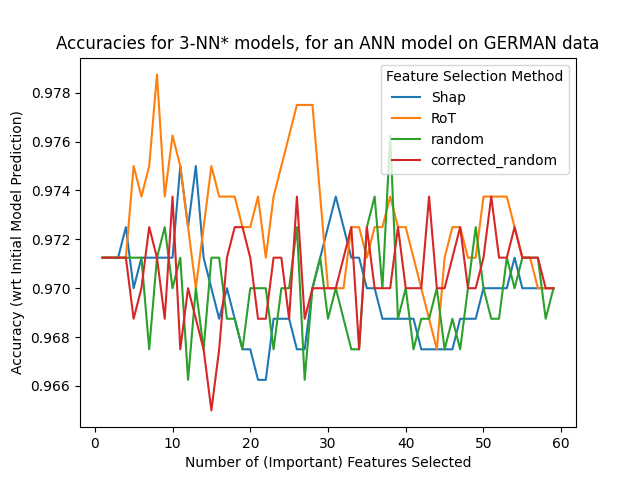 Accuracies for 3-NN* models, for an ANN model on GERMAN data
Accuracy (wrt Initial Model Prediction)
0.978
0.976
0.974
0.972
0.970
0.968
0.966
Feature Selection Method
Shap
RoT
random
corrected_random
0
10
20
30
40
50
60
Number of (Important) Features Selected